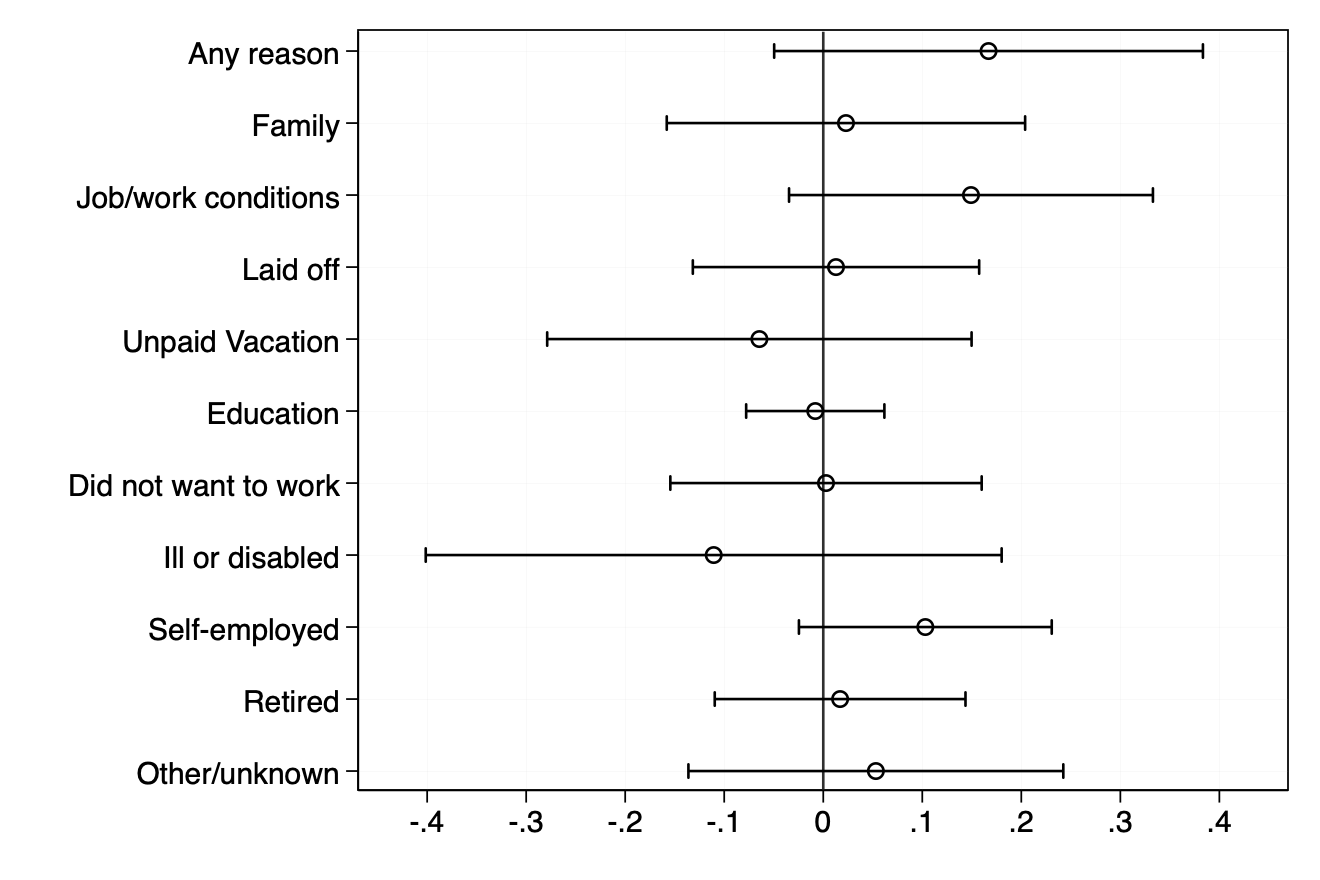 Any reason
Family
Job/work conditions
Laid off
Unpaid Vacation
Education
Did not want to work
Ill or disabled
Self-employed
Retired
Other/unknown
-.4 -.3 -.2 -.1 0 .1 .2 .3 .4